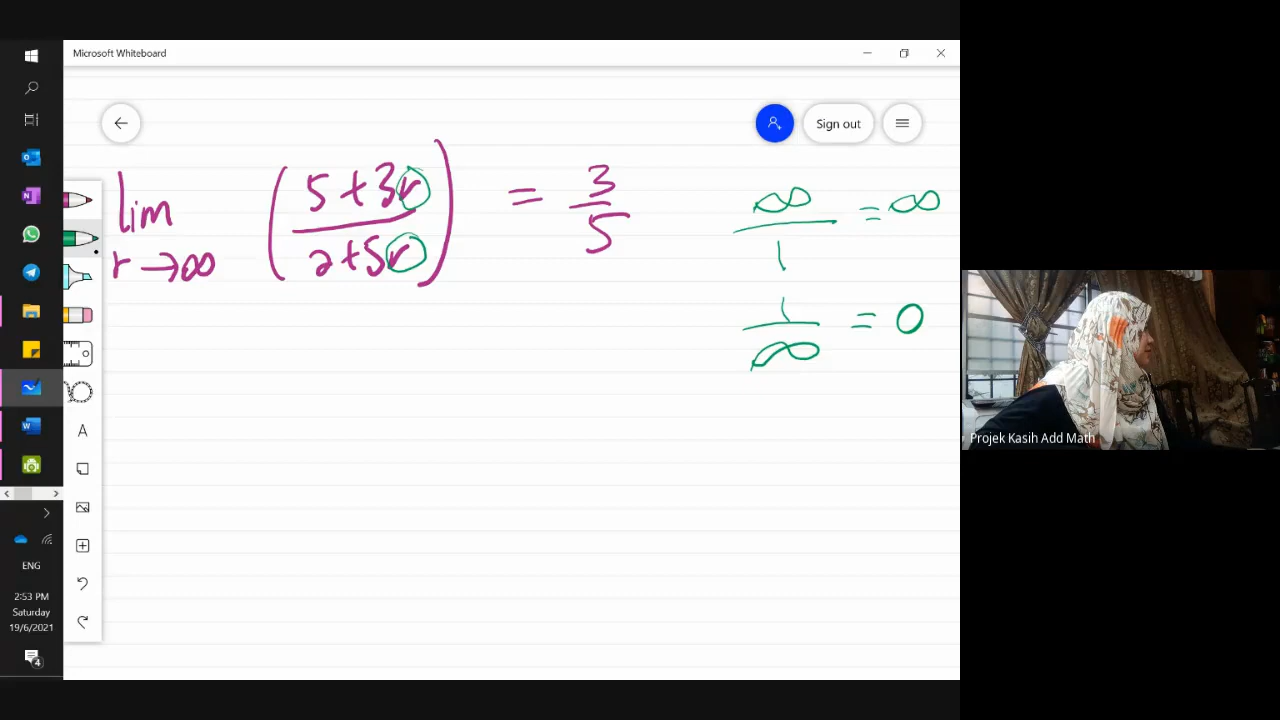 Microsoft Whiteboard
Sign out
lim r→∞ (5+3r / 2+5r) = 3/5
∞/1 = ∞
1/∞ = 0
Projek Kasih Add Math
A
ENG
2:53 PM
Saturday
19/6/2021
4